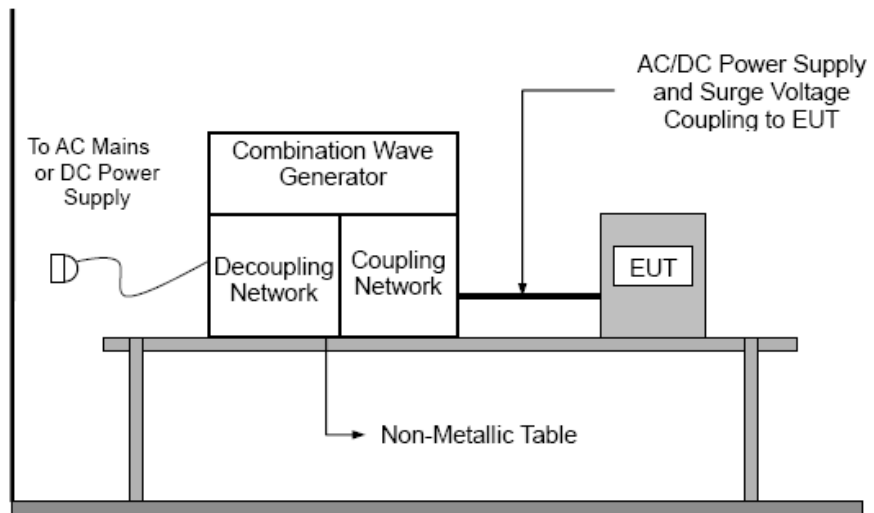 AC/DC Power Supply
and Surge Voltage
Coupling to EUT
To AC Mains
or DC Power
Supply
Combination Wave
Generator
Decoupling
Network
Coupling
Network
EUT
Non-Metallic Table